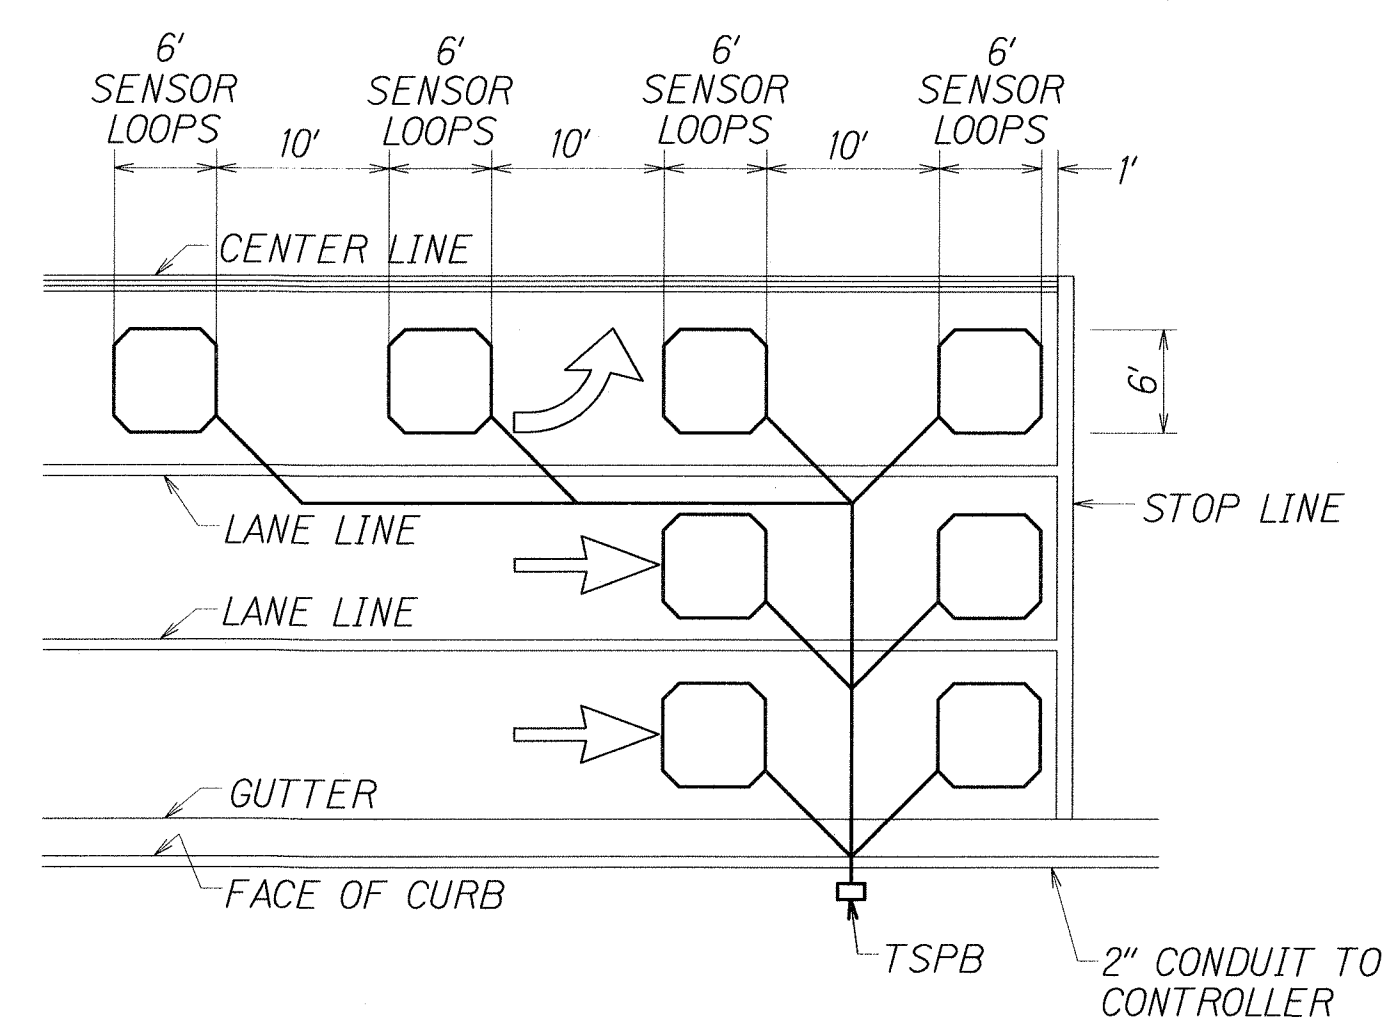 6'
SENSOR
LOOPS
6'
SENSOR
LOOPS
6'
SENSOR
LOOPS
6'
SENSOR
LOOPS
10'
10'
10'
1'
CENTER LINE
6'
LANE LINE
STOP LINE
LANE LINE
GUTTER
FACE OF CURB
TSPB
2" CONDUIT TO
CONTROLLER